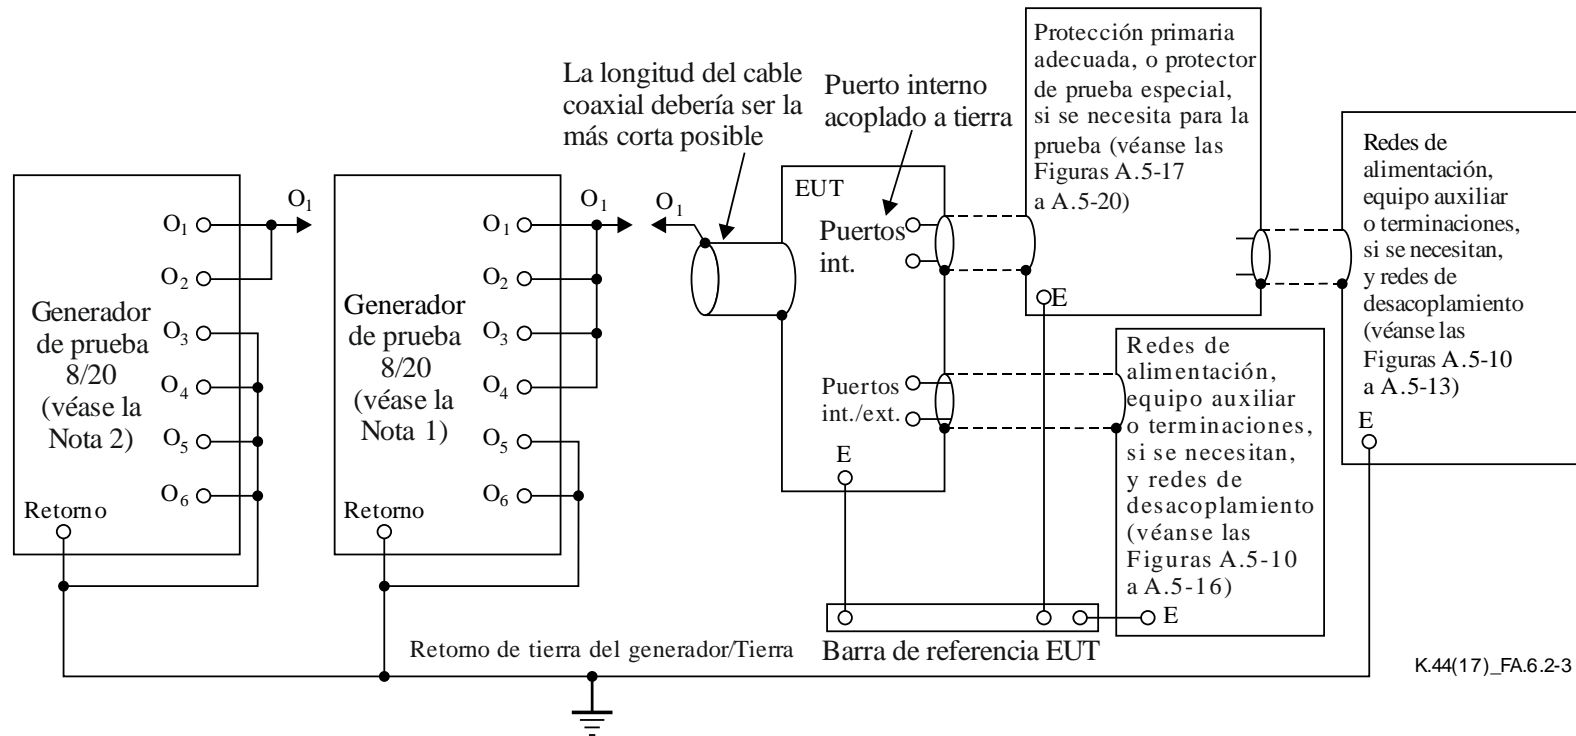 La longitud del cable
coaxial debería ser la
más corta posible
Puerto interno
acoplado a tierra
Protección primaria
adecuada, o protector
de prueba especial,
si se necesita para la
prueba (véanse las
Figuras A.5-17
a A.5-20)
E
Redes de
alimentación,
equipo auxiliar
o terminaciones,
si se necesitan,
y redes de
desacoplamiento
(véanse las
Figuras A.5-10
a A.5-13)
E
O1
O2
O3
O4
O5
O6
O1
Generador
de prueba
8/20
(véase la
Nota 2)
Retorno
O1
O2
O3
O4
O5
O6
O1
Generador
de prueba
8/20
(véase la
Nota 1)
Retorno
O1
EUT
Puertos
int.
Puertos
int./ext.
E
Redes de
alimentación,
equipo auxiliar
o terminaciones,
si se necesitan,
y redes de
desacoplamiento
(véanse las
Figuras A.5-10
a A.5-16)
E
Retorno de tierra del generador/Tierra
Barra de referencia EUT
K.44(17)_FA.6.2-3